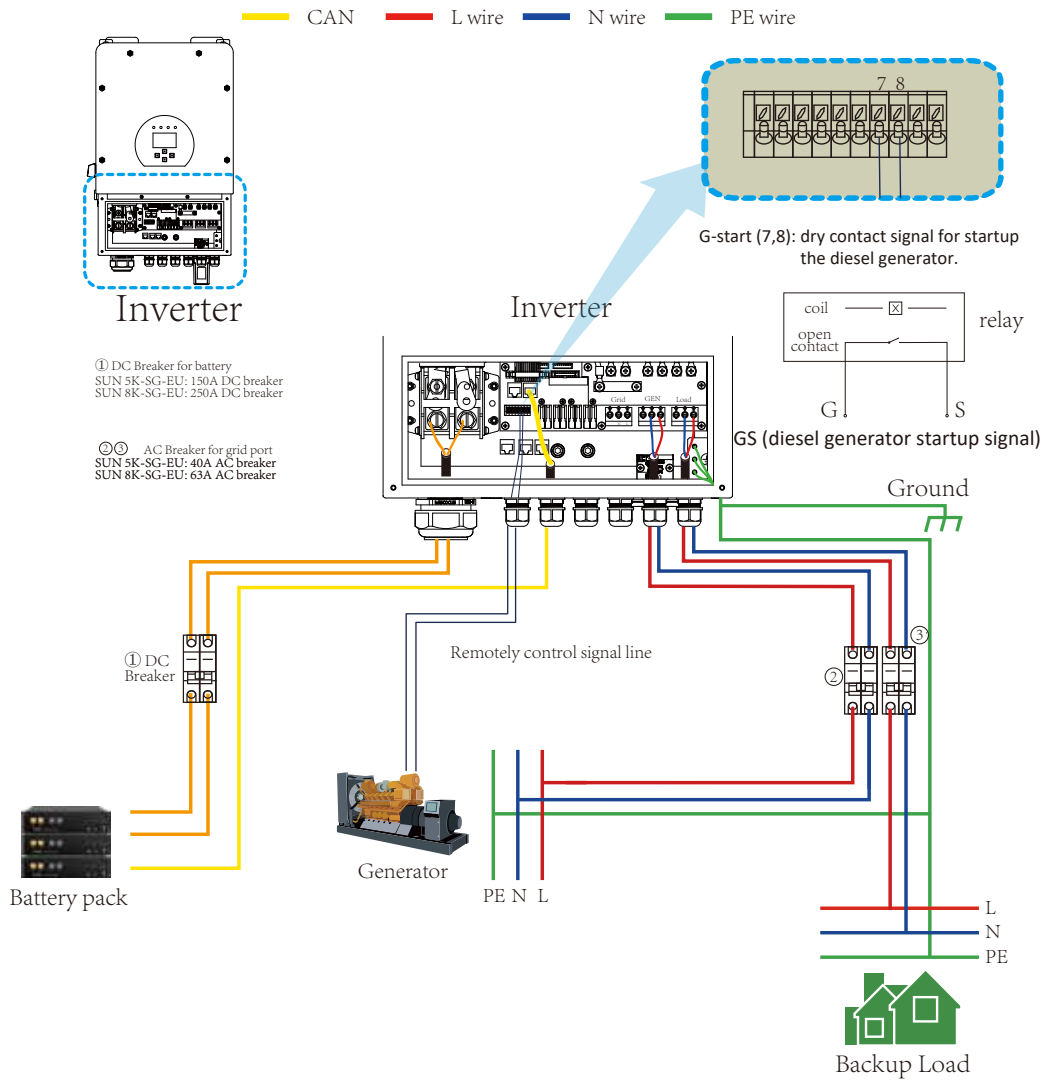 CAN
L wire
N wire
PE wire
7 8
G-start (7,8): dry contact signal for startup
the diesel generator.
Inverter
Inverter
coil
relay
open
contact
G
S
GS (diesel generator startup signal)
① DC Breaker for battery
SUN 5K-SG-EU: 150A DC breaker
SUN 8K-SG-EU: 250A DC breaker
②③ AC Breaker for grid port
SUN 5K-SG-EU: 40A AC breaker
SUN 8K-SG-EU: 63A AC breaker
Grid
GEN
Load
Ground
① DC
Breaker
Remotely control signal line
②
③
Battery pack
Generator
PE N L
L
N
PE
Backup Load